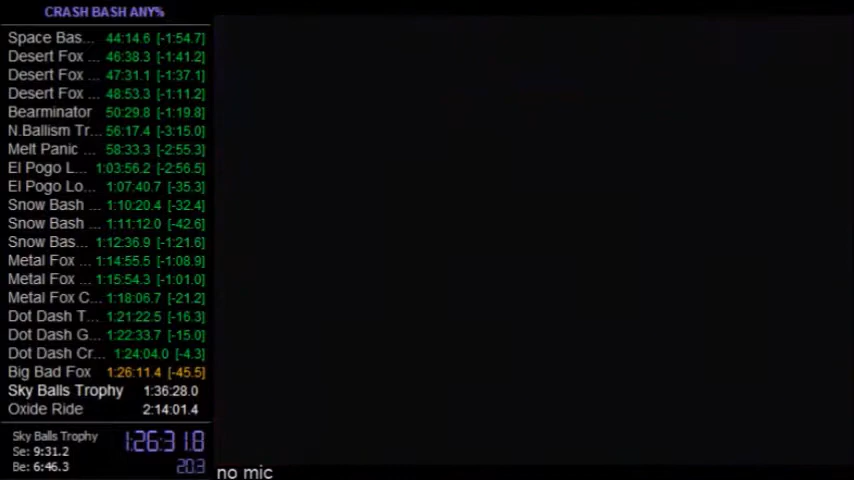 CRASH BASH ANY%
Space Bas... 44:14.6 [-1:54.7]
Desert Fox ... 46:38.3 [-1:41.2]
Desert Fox ... 47:31.1 [-1:37.1]
Desert Fox ... 48:53.3 [-1:11.2]
Bearminator 50:29.8 [-1:19.8]
N.Ballism Tr... 56:17.4 [-3:15.0]
Melt Panic ... 58:33.3 [-2:55.3]
El Pogo L... 1:03:56.2 [-2:56.5]
El Pogo Lo... 1:07:40.7 [-35.3]
Snow Bash ... 1:10:20.4 [-32.4]
Snow Bash ... 1:11:12.0 [-42.6]
Snow Bas... 1:12:36.9 [-1:21.6]
Metal Fox ... 1:14:55.5 [-1:08.9]
Metal Fox ... 1:15:54.3 [-1:01.0]
Metal Fox C... 1:18:06.7 [-21.2]
Dot Dash T... 1:21:22.5 [-16.3]
Dot Dash G... 1:22:33.7 [-15.0]
Dot Dash Cr... 1:24:04.0 [-4.3]
Big Bad Fox 1:26:11.4 [-45.5]
Sky Balls Trophy 1:36:28.0
Oxide Ride 2:14:01.4
Sky Balls Trophy 1:26:31.8
Se: 9:31.2
Be: 6:46.3 20.3
no mic